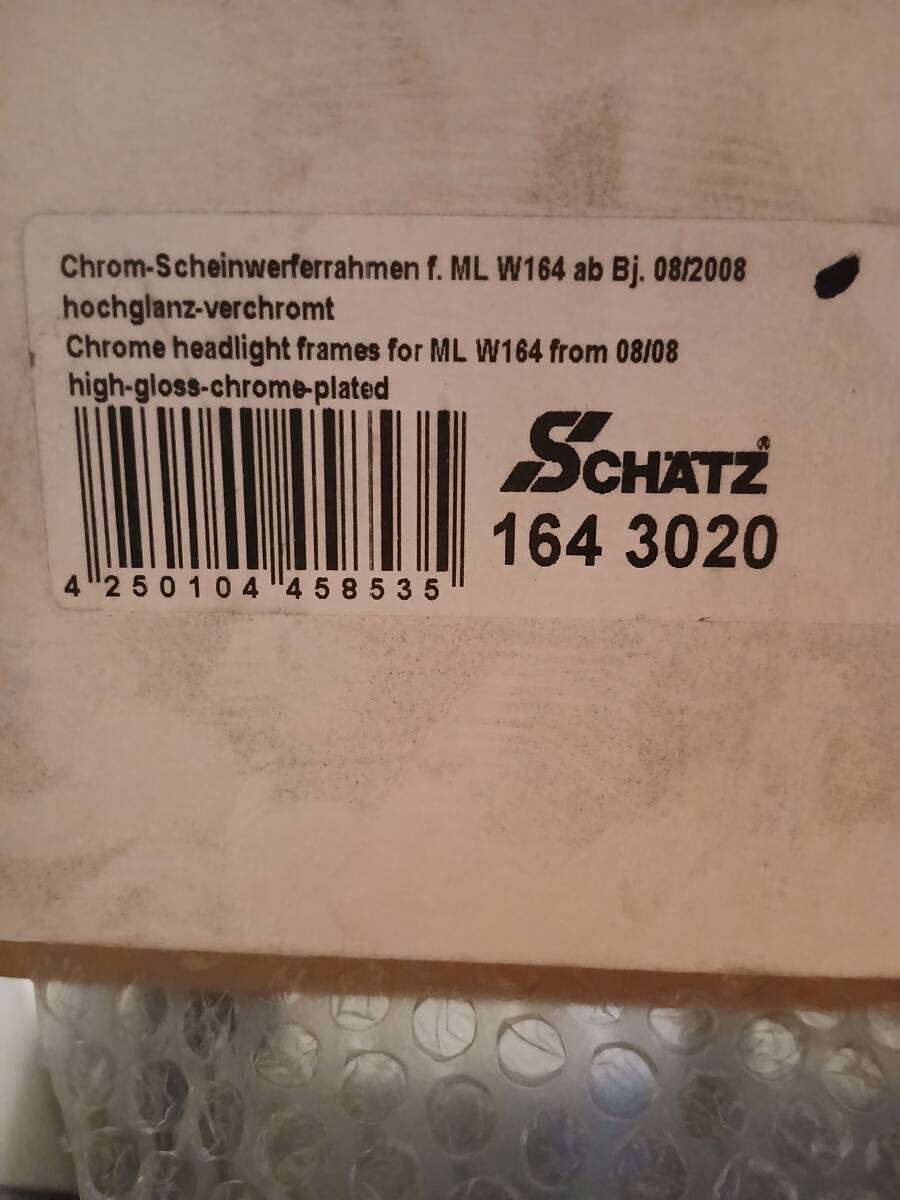 Chrom-Scheinwerferrahmen f. ML W164 ab Bj. 08/2008
hochglanz-verchromt
Chrome headlight frames for ML W164 from 08/08
high-gloss-chrome-plated
SCHÄTZ®
164 3020
4 250104 458535